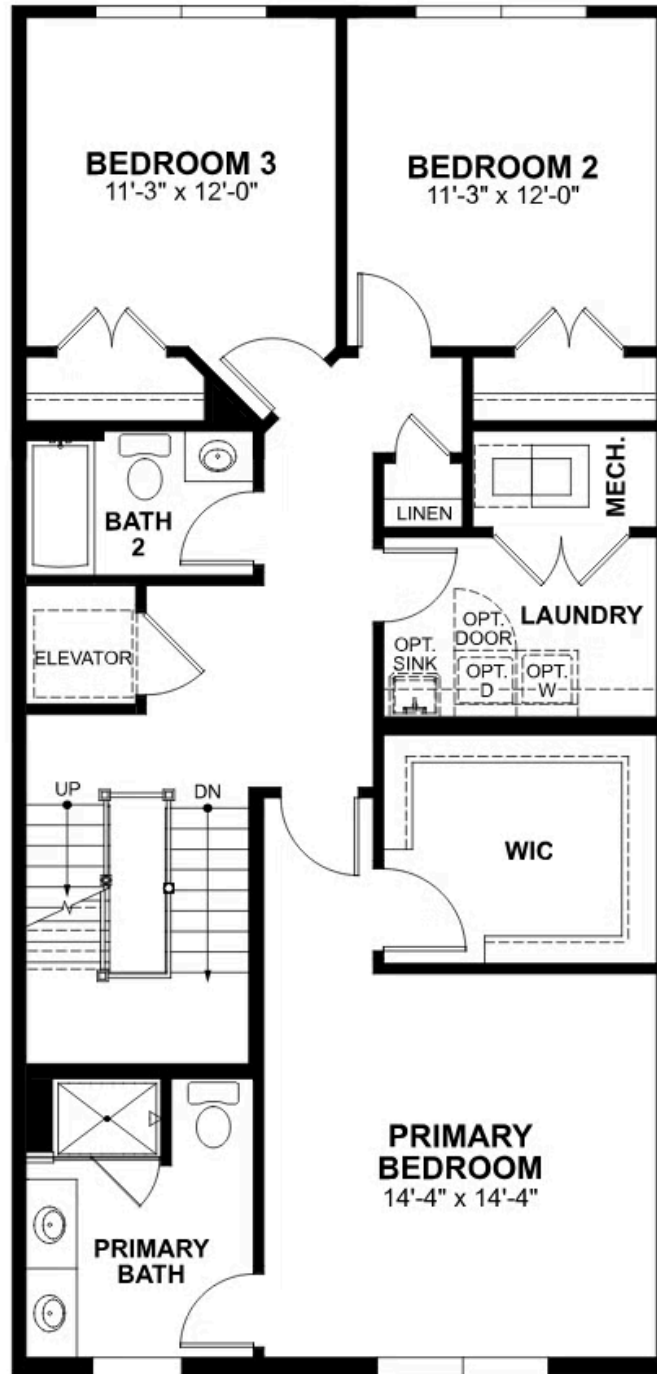 BEDROOM 3
11'-3" x 12'-0"
BEDROOM 2
11'-3" x 12'-0"
MECH.
LINEN
BATH
2
LAUNDRY
OPT.
DOOR
OPT.
SINK
OPT.
D
OPT.
W
ELEVATOR
UP
DN
WIC
PRIMARY
BEDROOM
14'-4" x 14'-4"
PRIMARY
BATH